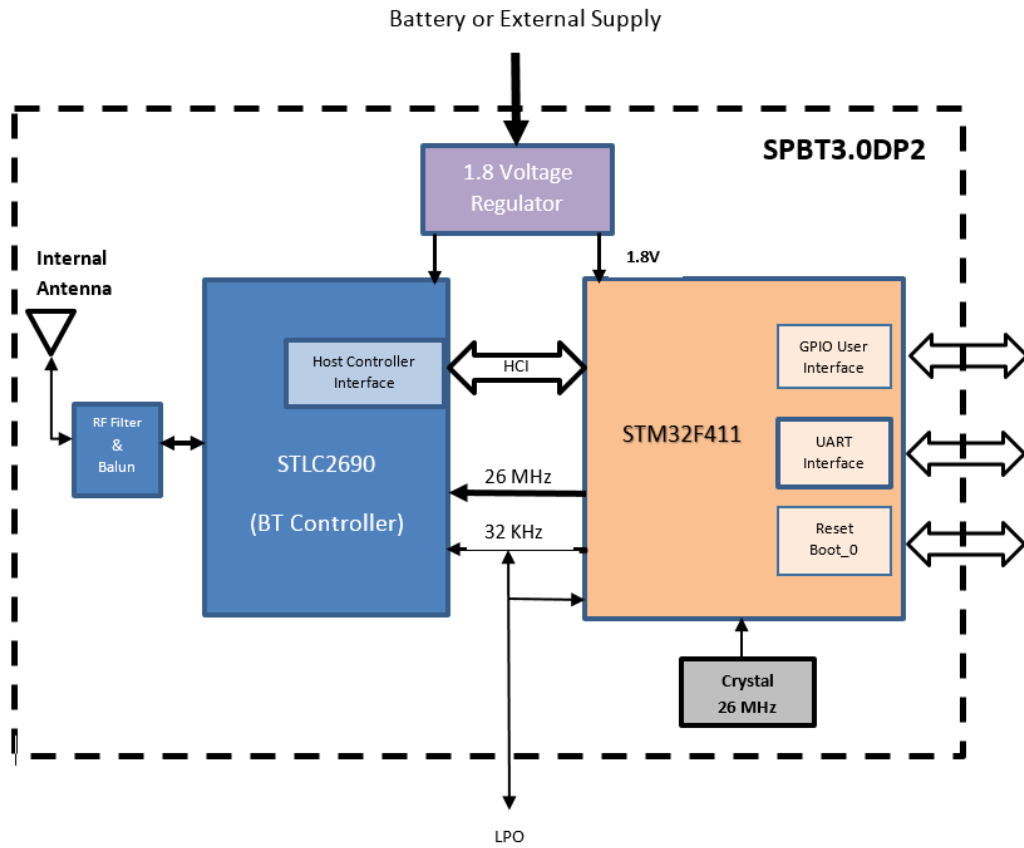 Battery or External Supply
SPBT3.0DP2
1.8 Voltage
Regulator
Internal
Antenna
1.8V
Host Controller
Interface
HCI
GPIO User
Interface
RF Filter
&
Balun
STLC2690
(BT Controller)
STM32F411
UART
Interface
26 MHz
32 KHz
Reset
Boot_0
Crystal
26 MHz
LPO